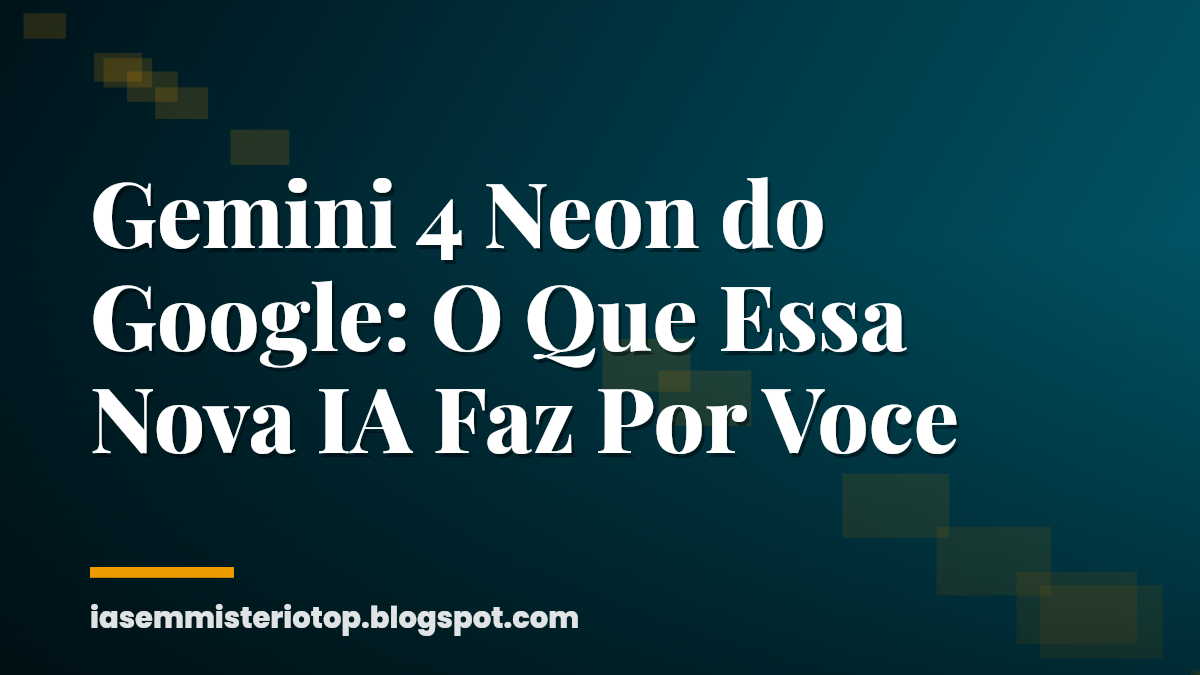 Gemini 4 Neon do
Google: O Que Essa
Nova IA Faz Por Voce
iasemmisteriotop.blogspot.com